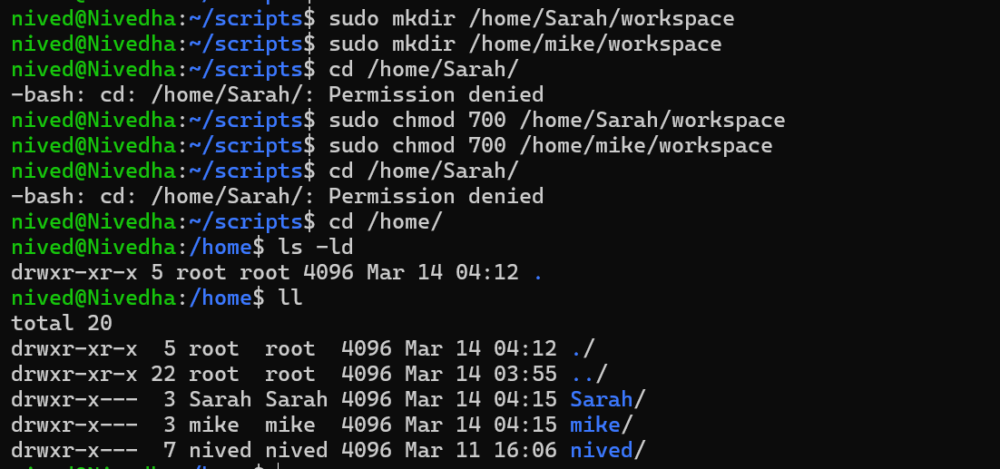 nived@Nivedha:~/scripts$ sudo mkdir /home/Sarah/workspace
nived@Nivedha:~/scripts$ sudo mkdir /home/mike/workspace
nived@Nivedha:~/scripts$ cd /home/Sarah/
-bash: cd: /home/Sarah/: Permission denied
nived@Nivedha:~/scripts$ sudo chmod 700 /home/Sarah/workspace
nived@Nivedha:~/scripts$ sudo chmod 700 /home/mike/workspace
nived@Nivedha:~/scripts$ cd /home/Sarah/
-bash: cd: /home/Sarah/: Permission denied
nived@Nivedha:~/scripts$ cd /home/
nived@Nivedha:/home$ ls -ld
drwxr-xr-x 5 root root 4096 Mar 14 04:12 .
nived@Nivedha:/home$ ll
total 20
drwxr-xr-x  5 root  root  4096 Mar 14 04:12 ./
drwxr-xr-x 22 root  root  4096 Mar 14 03:55 ../
drwxr-x---  3 Sarah Sarah 4096 Mar 14 04:15 Sarah/
drwxr-x---  3 mike  mike  4096 Mar 14 04:15 mike/
drwxr-x---  7 nived nived 4096 Mar 11 16:06 nived/
nived@Nivedha:/home$